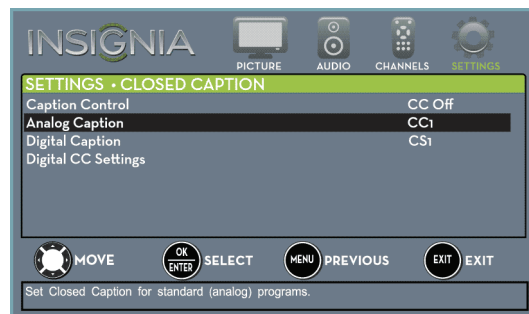 INSIGNIA
PICTURE AUDIO CHANNELS SETTINGS
SETTINGS • CLOSED CAPTION
Caption Control CC Off
Analog Caption CC1
Digital Caption CS1
Digital CC Settings
MOVE OK ENTER SELECT MENU PREVIOUS EXIT EXIT
Set Closed Caption for standard (analog) programs.